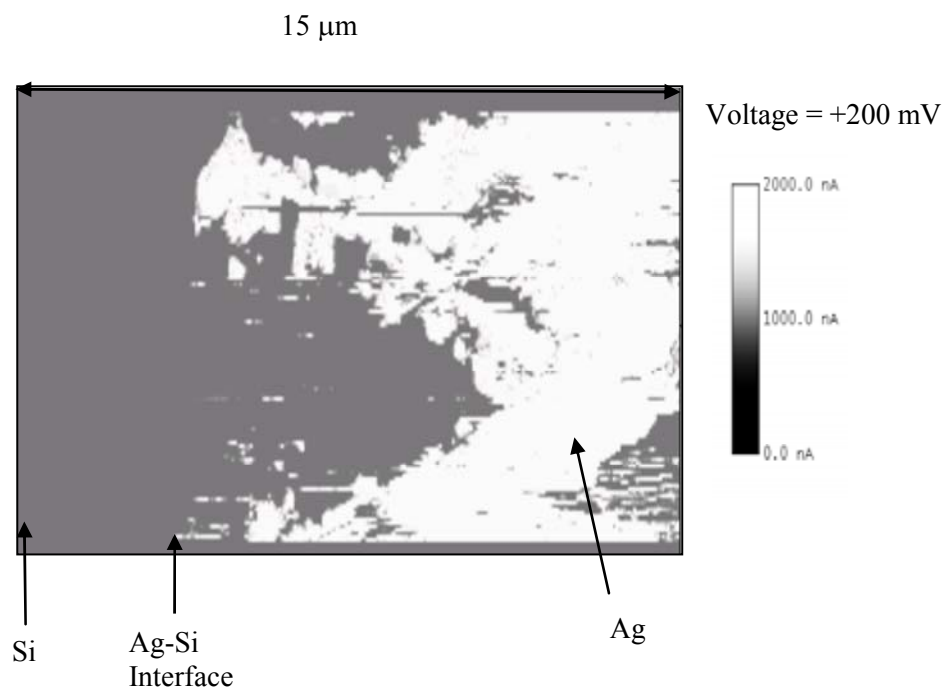 15 μm
Voltage = +200 mV
2000.0 nA
1000.0 nA
0.0 nA
Si
Ag-Si
Interface
Ag